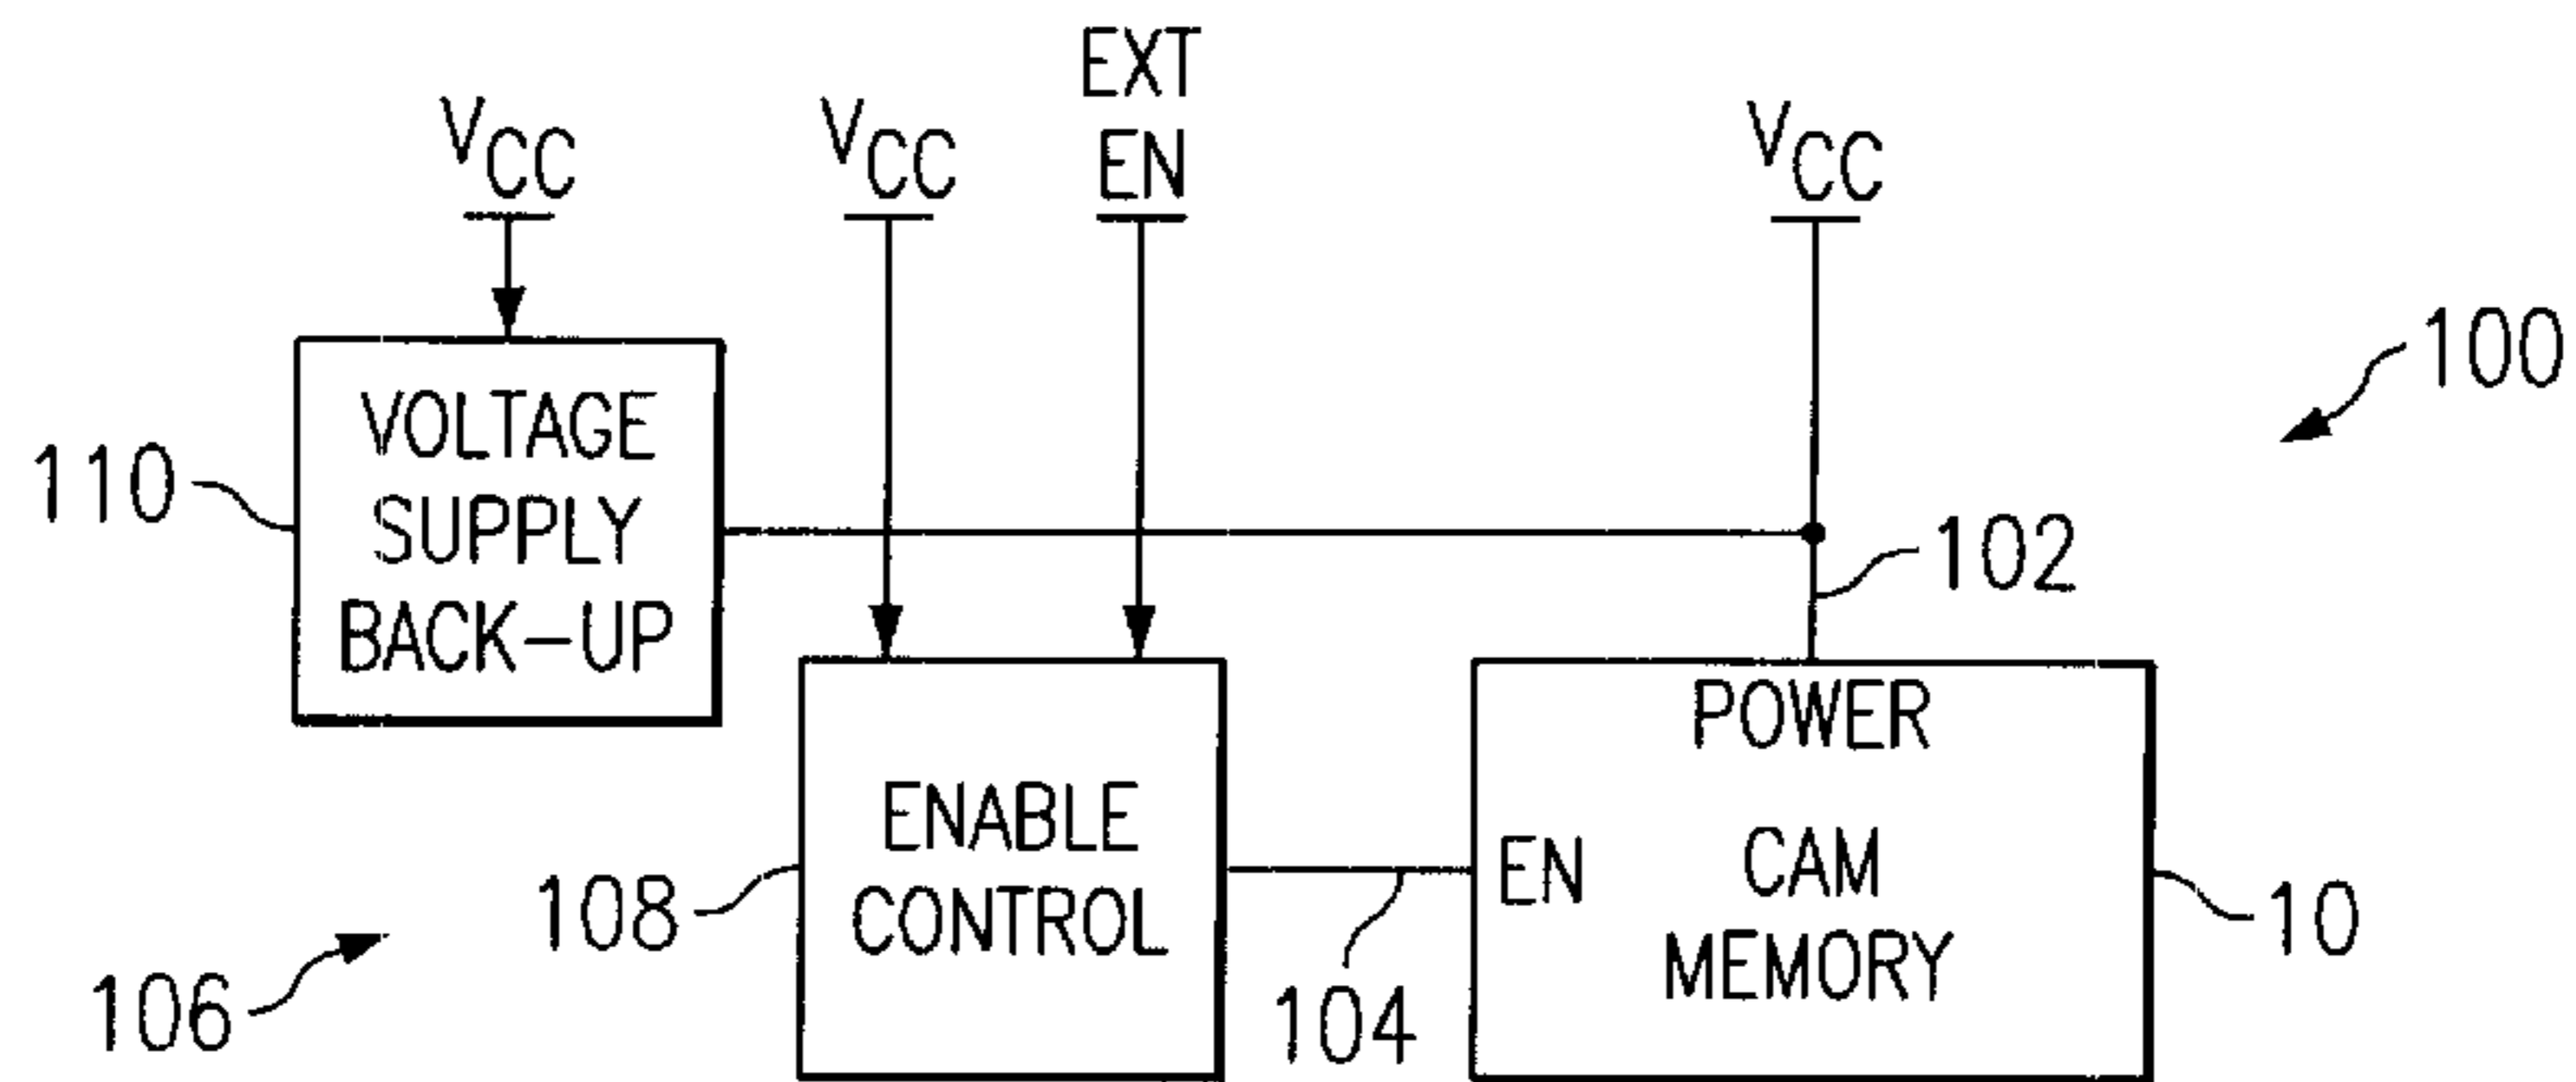 EXT
EN
VCC
VCC
VCC
100
VOLTAGE
SUPPLY
BACK-UP
110
102
POWER
ENABLE
CONTROL
EN
CAM
MEMORY
108
10
106
104